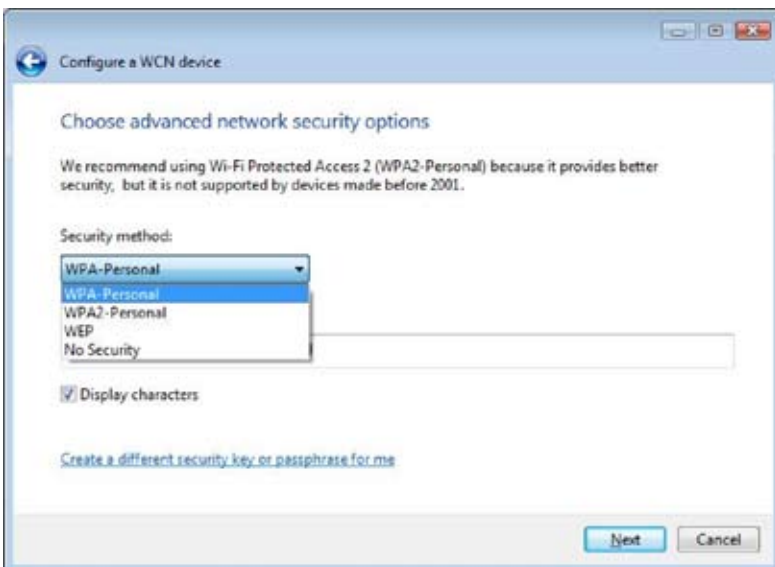 Configure a WCN device
Choose advanced network security options
We recommend using Wi-Fi Protected Access 2 (WPA2-Personal) because it provides better
security, but it is not supported by devices made before 2001.
Security method:
WPA-Personal
WPA-Personal
WPA2-Personal
WEP
No Security
Display characters
Create a different security key or passphrase for me
Next Cancel